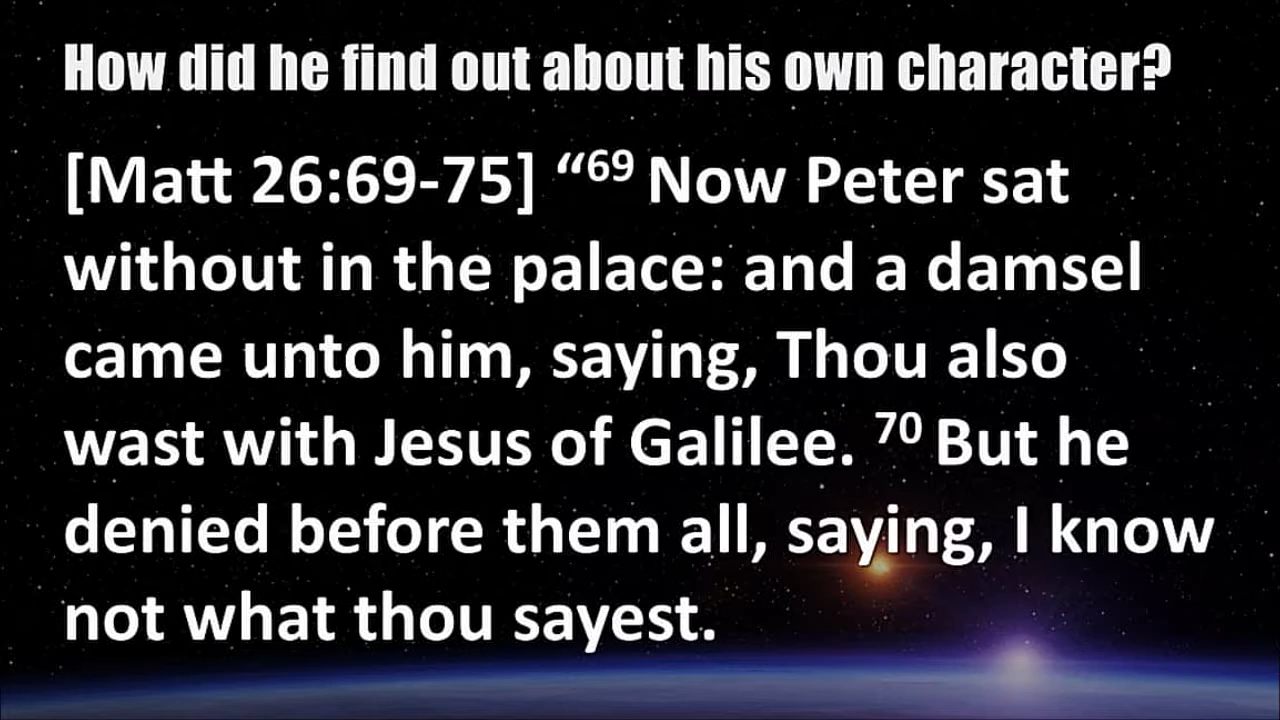 How did he find out about his own character?
[Matt 26:69-75] “69 Now Peter sat
without in the palace: and a damsel
came unto him, saying, Thou also
wast with Jesus of Galilee. 70 But he
denied before them all, saying, I know
not what thou sayest.